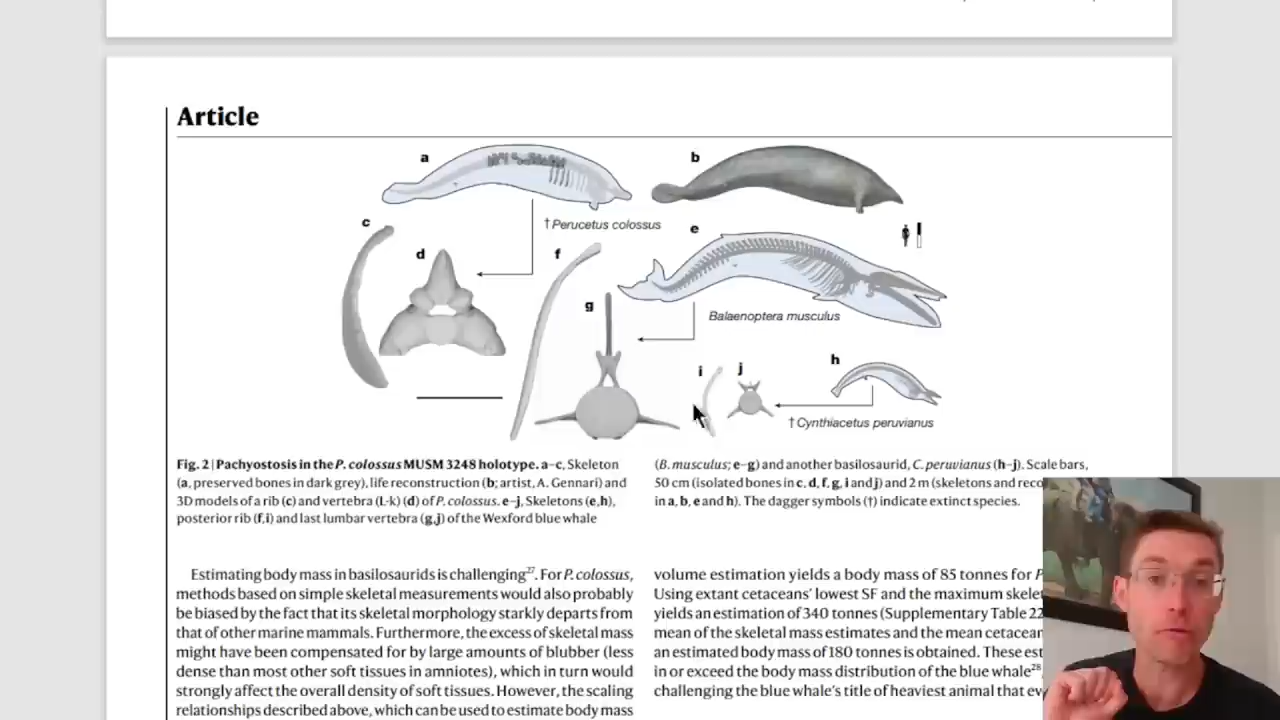 Article
a
b
† Perucetus colossus
c
d
f
e
g
Balaenoptera musculus
h
i
j
† Cynthiacetus peruvianus
Fig. 2 | Pachyostosis in the P. colossus MUSM 3248 holotype. a–c, Skeleton
(a, preserved bones in dark grey), life reconstruction (b; artist, A. Gennari) and
3D models of a rib (c) and vertebra (L-k) (d) of P. colossus. e–j, Skeletons (e,h),
posterior rib (f,i) and last lumbar vertebra (g,j) of the Wexford blue whale
(B. musculus; e–g) and another basilosaurid, C. peruvianus (h–j). Scale bars,
50 cm (isolated bones in c, d, f, g, i and j) and 2 m (skeletons and
in a, b, e and h). The dagger symbols (†) indicate extinct species.
Estimating body mass in basilosaurids is challenging27. For P. colossus,
methods based on simple skeletal measurements would also probably
be biased by the fact that its skeletal morphology starkly departs from
that of other marine mammals. Furthermore, the excess of skeletal mass
might have been compensated for by large amounts of blubber (less
dense than most other soft tissues in amniotes), which in turn would
strongly affect the overall density of soft tissues. However, the scaling
relationships described above, which can be used to estimate body mass
volume estimation yields a body mass of 85 tonnes for P
Using extant cetaceans' lowest SF and the maximum
yields an estimation of 340 tonnes (Supplementary Table 22
mean of the skeletal mass estimates and the mean cetacean
an estimated body mass of 180 tonnes is obtained. These
in or exceed the body mass distribution of the blue whale28
challenging the blue whale's title of heaviest animal that